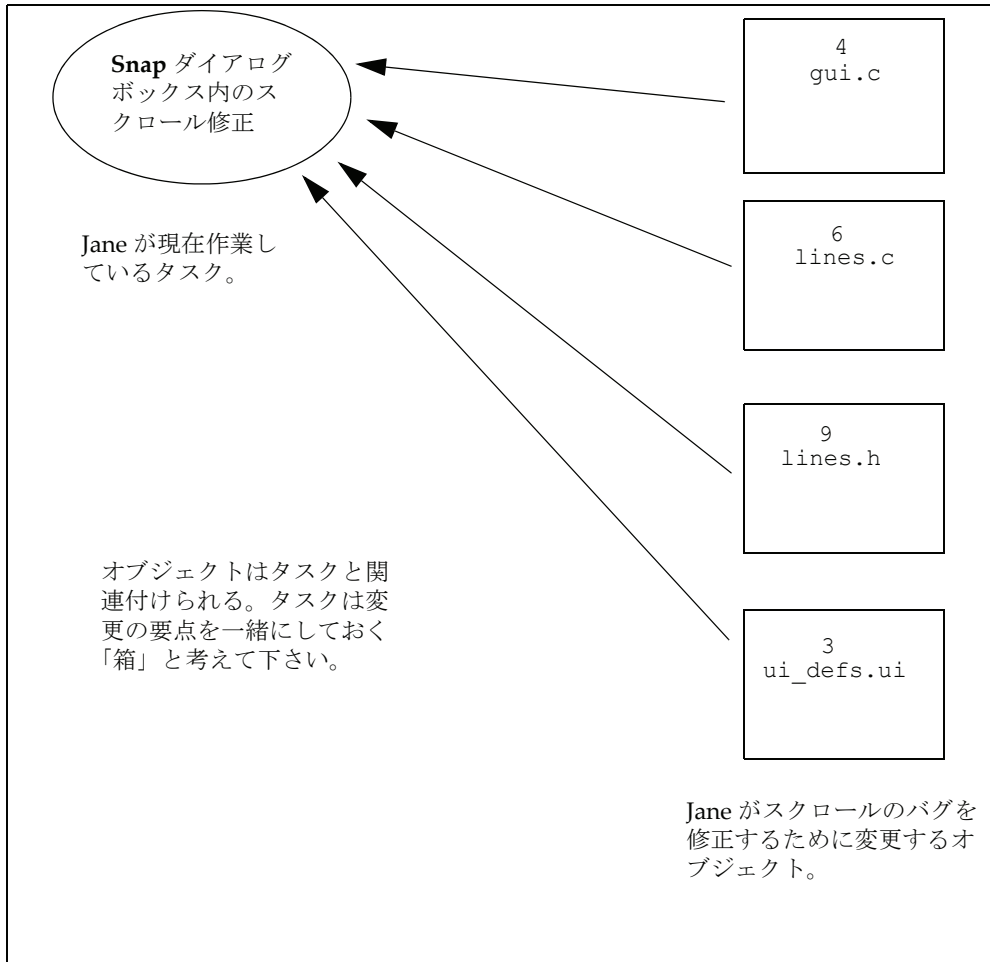 Snap ダイアログ
ボックス内のス
クロール修正
Jane が現在作業し
ているタスク。
オブジェクトはタスクと関
連付けられる。タスクは変
更の要点を一緒にしておく
「箱」と考えて下さい。
4
gui.c
6
lines.c
9
lines.h
3
ui_defs.ui
Jane がスクロールのバグを
修正するために変更するオ
ブジェクト。